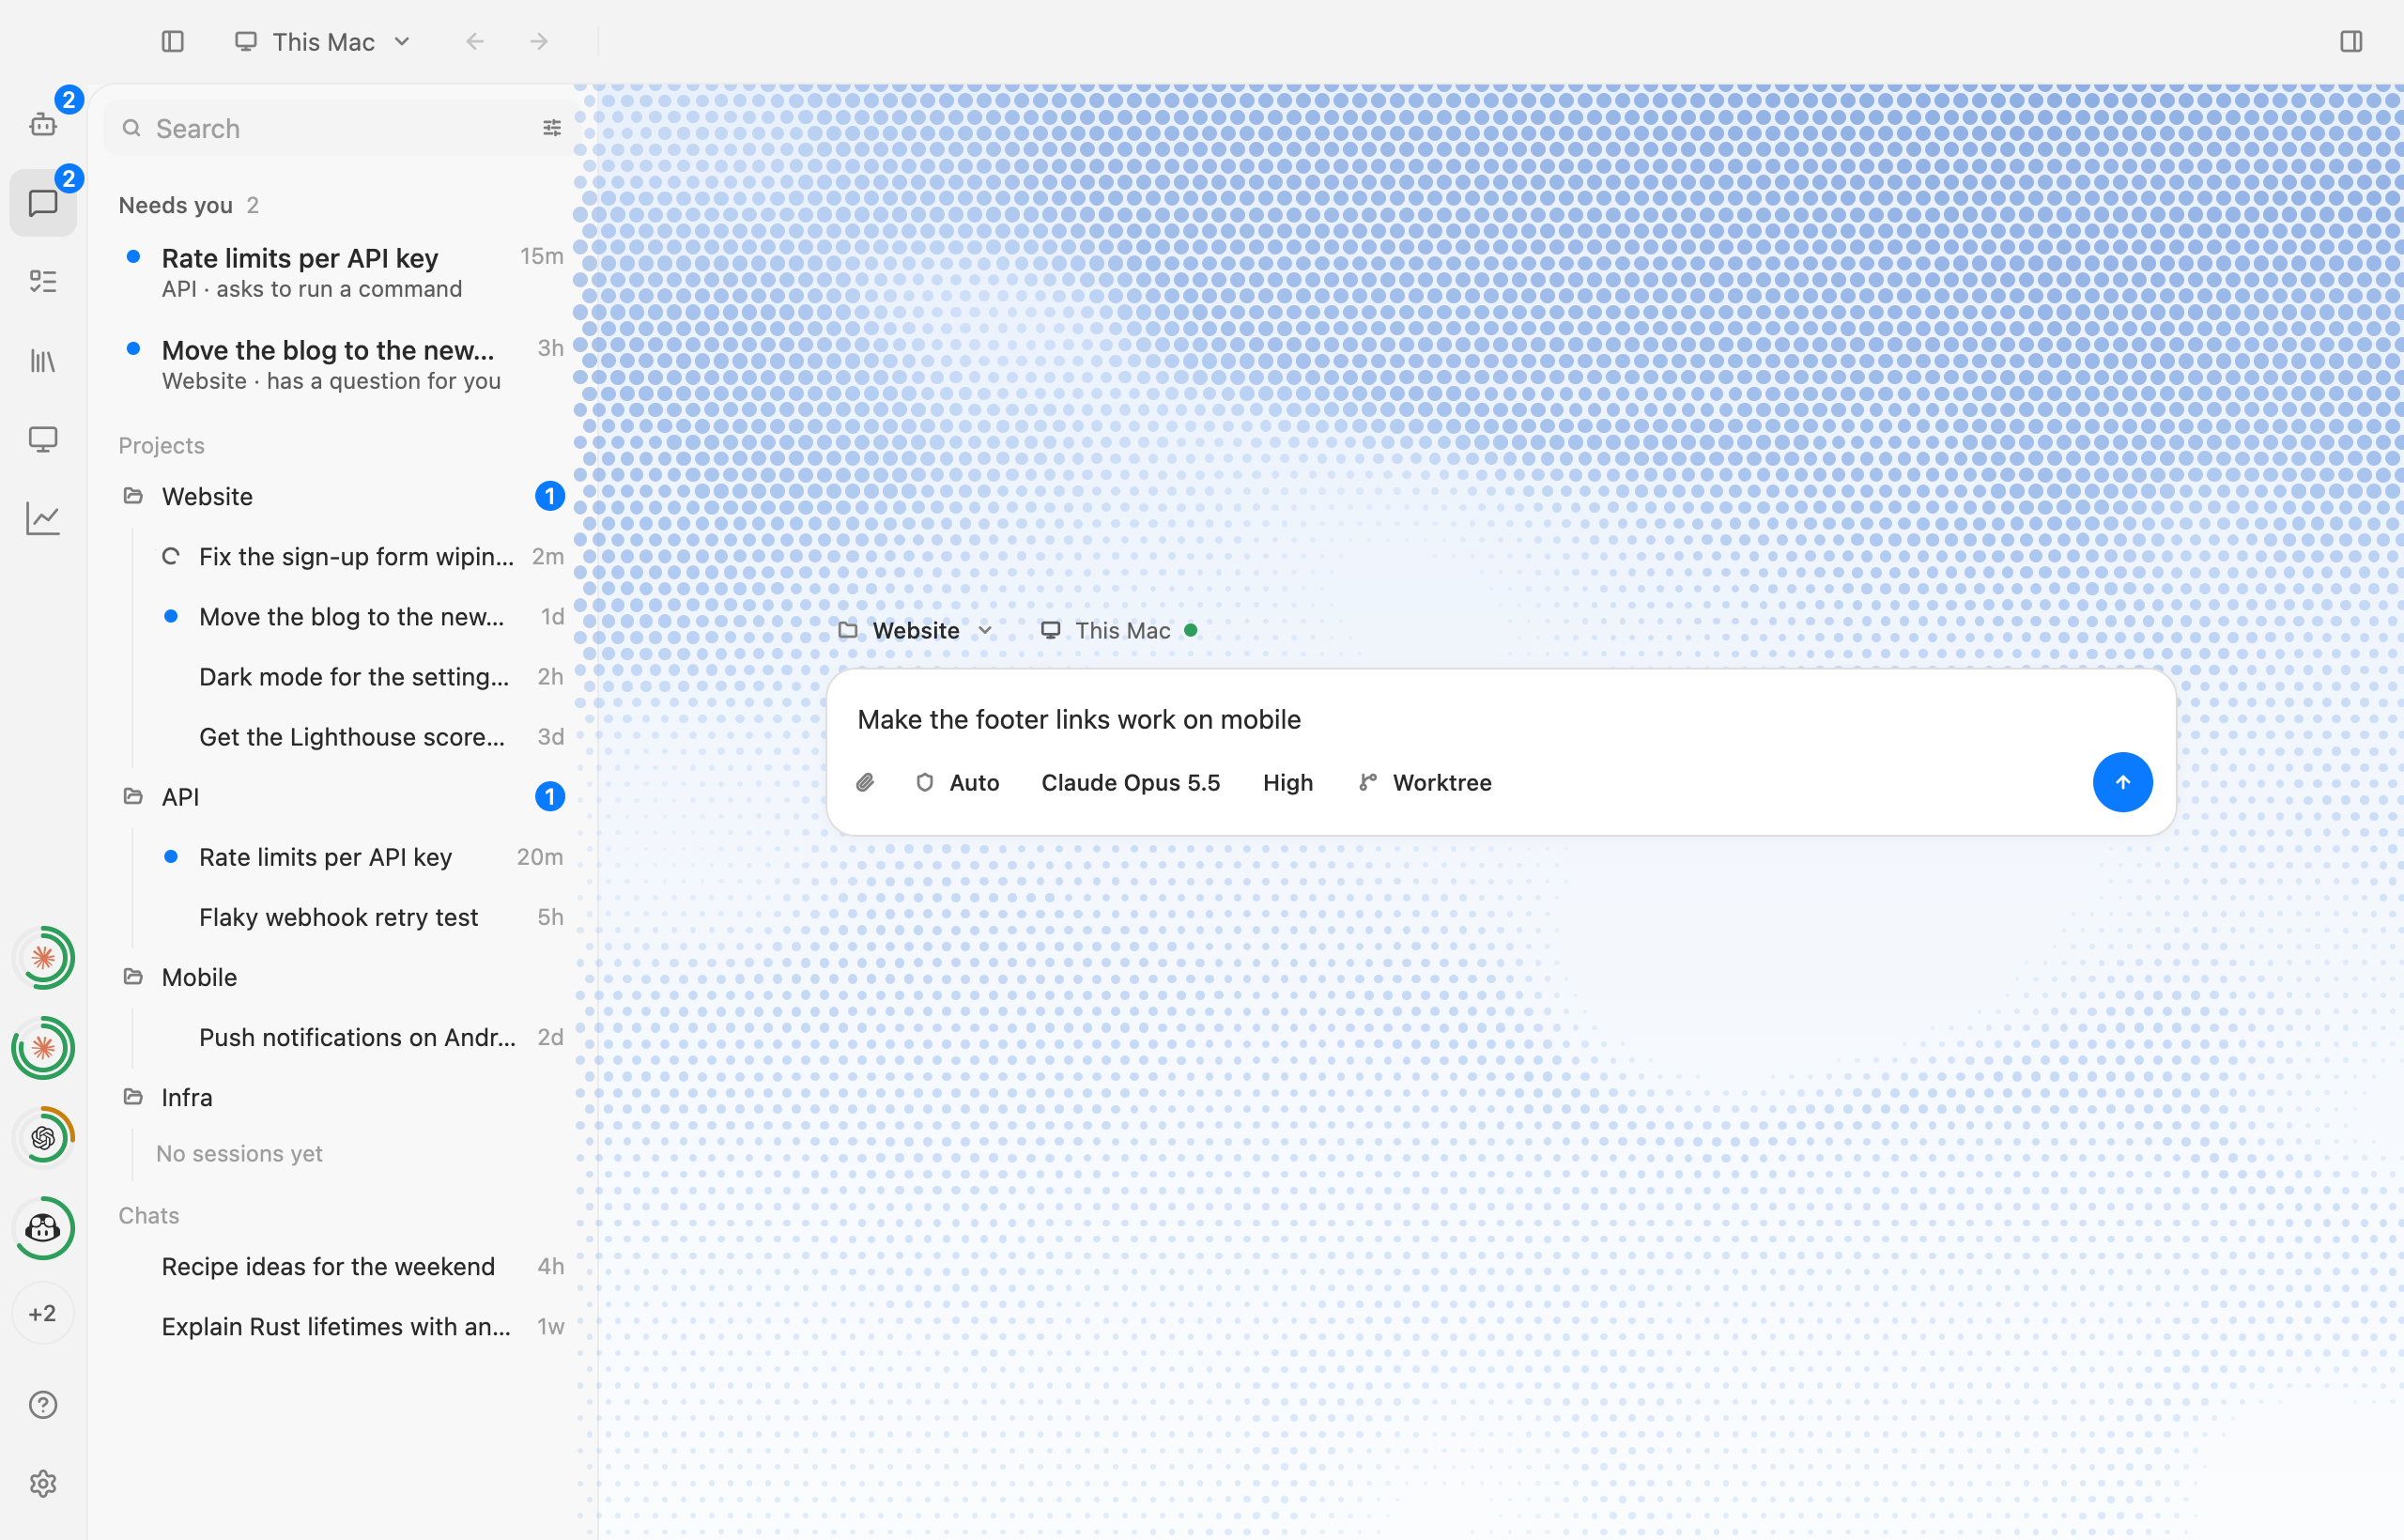 This Mac
2
2
Search
Needs you 2
Rate limits per API key 15m
API · asks to run a command
Move the blog to the new... 3h
Website · has a question for you
Projects
Website 1
Fix the sign-up form wipin... 2m
Move the blog to the new... 1d
Dark mode for the setting... 2h
Get the Lighthouse score... 3d
API 1
Rate limits per API key 20m
Flaky webhook retry test 5h
Mobile
Push notifications on Andr... 2d
Infra
No sessions yet
Chats
Recipe ideas for the weekend 4h
Explain Rust lifetimes with an... 1w
+2
Website This Mac
Make the footer links work on mobile
Auto Claude Opus 5.5 High Worktree